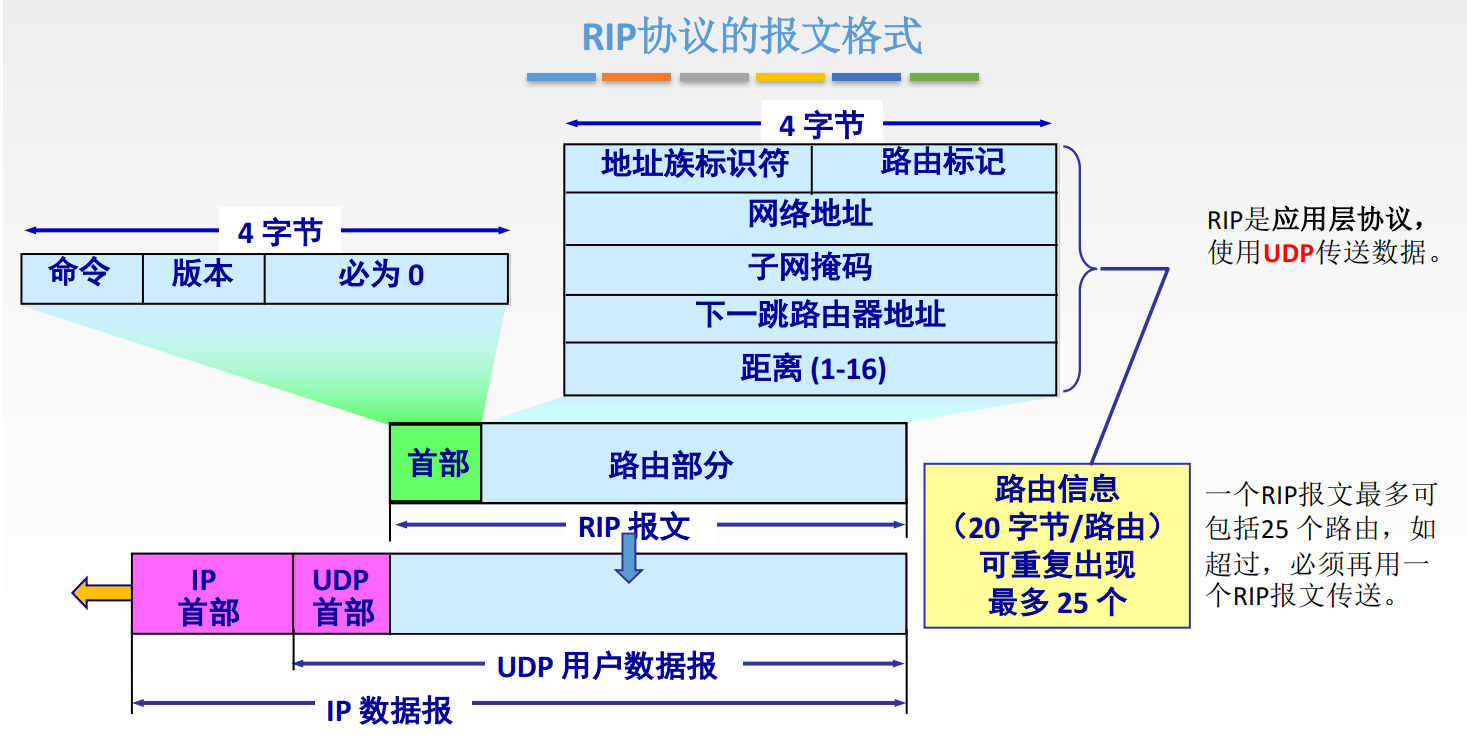 RIP协议的报文格式
4 字节
地址族标识符 路由标记
网络地址
子网掩码
下一跳路由器地址
距离 (1-16)
4 字节
命令 版本 必为 0
RIP是应用层协议，
使用UDP传送数据。
首部 路由部分
RIP 报文
路由信息
（20 字节/路由）
可重复出现
最多 25 个
一个RIP报文最多可
包括25 个路由，如
超过，必须再用一
个RIP报文传送。
IP
首部
UDP
首部
UDP 用户数据报
IP 数据报